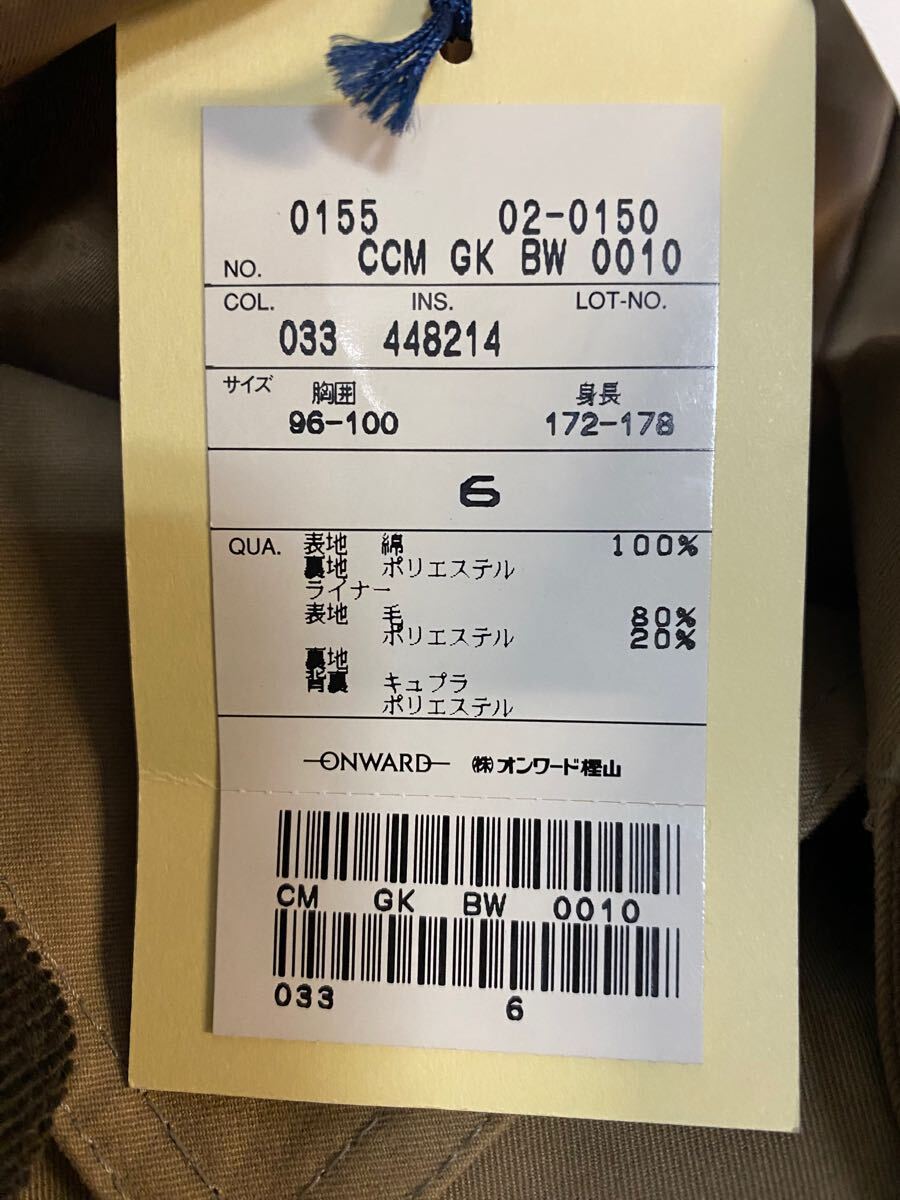 0155 02-0150
NO. CCM GK BW 0010
COL. INS. LOT-NO.
033 448214
サイズ 胸囲 身長
96-100 172-178
6
QUA. 表地 綿 100%
裏地 ポリエステル
ライナー
表地 毛 80%
ポリエステル 20%
裏地
背裏 キュプラ
ポリエステル
ONWARD ㈱オンワード樫山
CM GK BW 0010
033 6